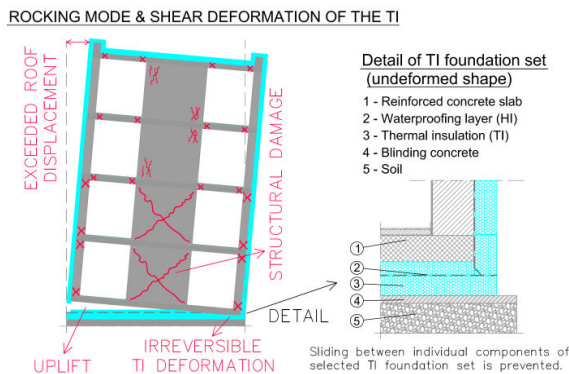 ROCKING MODE & SHEAR DEFORMATION OF THE TI
EXCEEDED ROOF
DISPLACEMENT
STRUCTURAL DAMAGE
UPLIFT
IRREVERSIBLE
TI DEFORMATION
DETAIL
Detail of TI foundation set
(undeformed shape)
1 - Reinforced concrete slab
2 - Waterproofing layer (HI)
3 - Thermal insulation (TI)
4 - Blinding concrete
5 - Soil
1
2
3
4
5
Sliding between individual components of
selected TI foundation set is prevented.